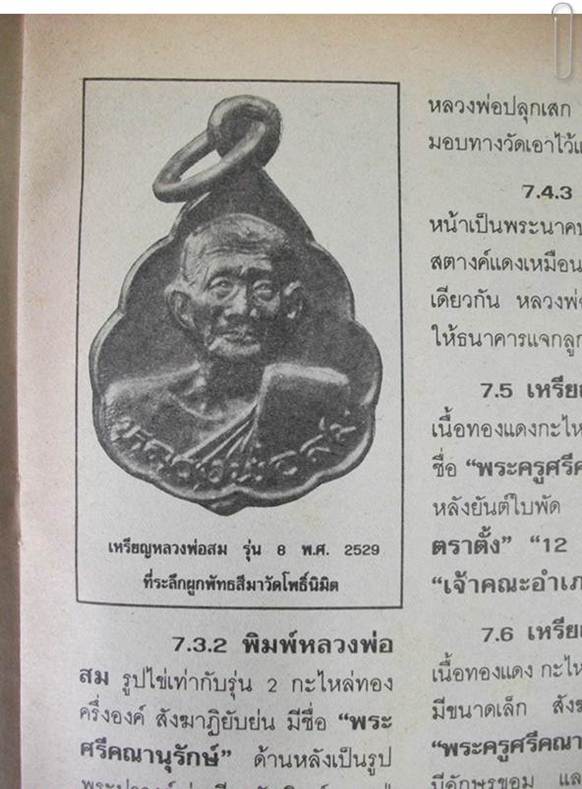 เหรียญหลวงพ่อสม รุ่น 8 พ.ศ. 2529
ที่ระลึกผูกพัทธสีมาวัดโพธิ์นิมิต
7.3.2 พิมพ์หลวงพ่อ
สม รูปไข่เท่ากับรุ่น 2 กะไหล่ทอง
ครึ่งองค์ สังฆาฏิยับย่น มีชื่อ “พระ
ศรีคณานุรักษ์” ด้านหลังเป็นรูป
หลวงพ่อปลุกเสก
มอบทางวัดเอาไว้
7.4.3
หน้าเป็นพระนาค
สตางค์แดงเหมือน
เดียวกัน หลวงพ่อ
ให้ธนาคารแจกลูก
7.5 เหรีย
เนื้อทองแดงกะไห
ชื่อ “พระครูศรีค
หลังยันต์ใบพัด
ตราตั้ง” “12
“เจ้าคณะอำเภ
7.6 เหรีย
เนื้อทองแดง กะไห
มีขนาดเล็ก สังฆ
“พระครูศรีคณา
มีอักษรขอม และ